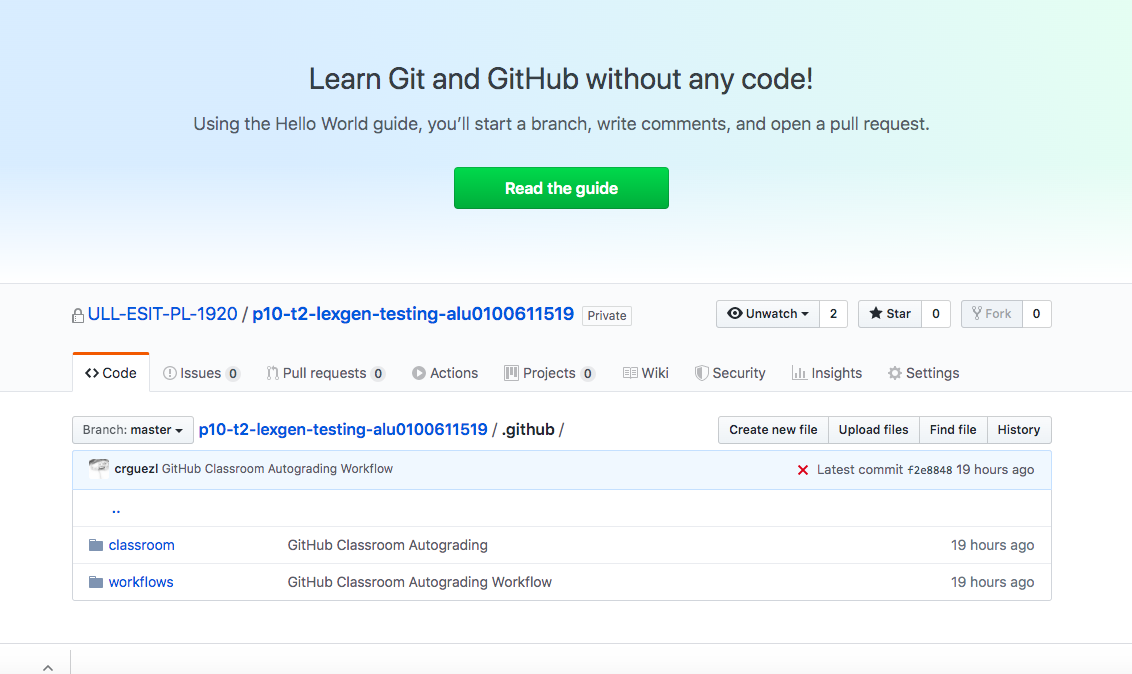 Learn Git and GitHub without any code!
Using the Hello World guide, you’ll start a branch, write comments, and open a pull request.
Read the guide
ULL-ESIT-PL-1920 / p10-t2-lexgen-testing-alu0100611519 Private Unwatch 2 Star 0 Fork 0
Code Issues 0 Pull requests 0 Actions Projects 0 Wiki Security Insights Settings
Branch: master p10-t2-lexgen-testing-alu0100611519 / .github / Create new file Upload files Find file History
crguezl GitHub Classroom Autograding Workflow Latest commit f2e8848 19 hours ago
..
classroom GitHub Classroom Autograding 19 hours ago
workflows GitHub Classroom Autograding Workflow 19 hours ago